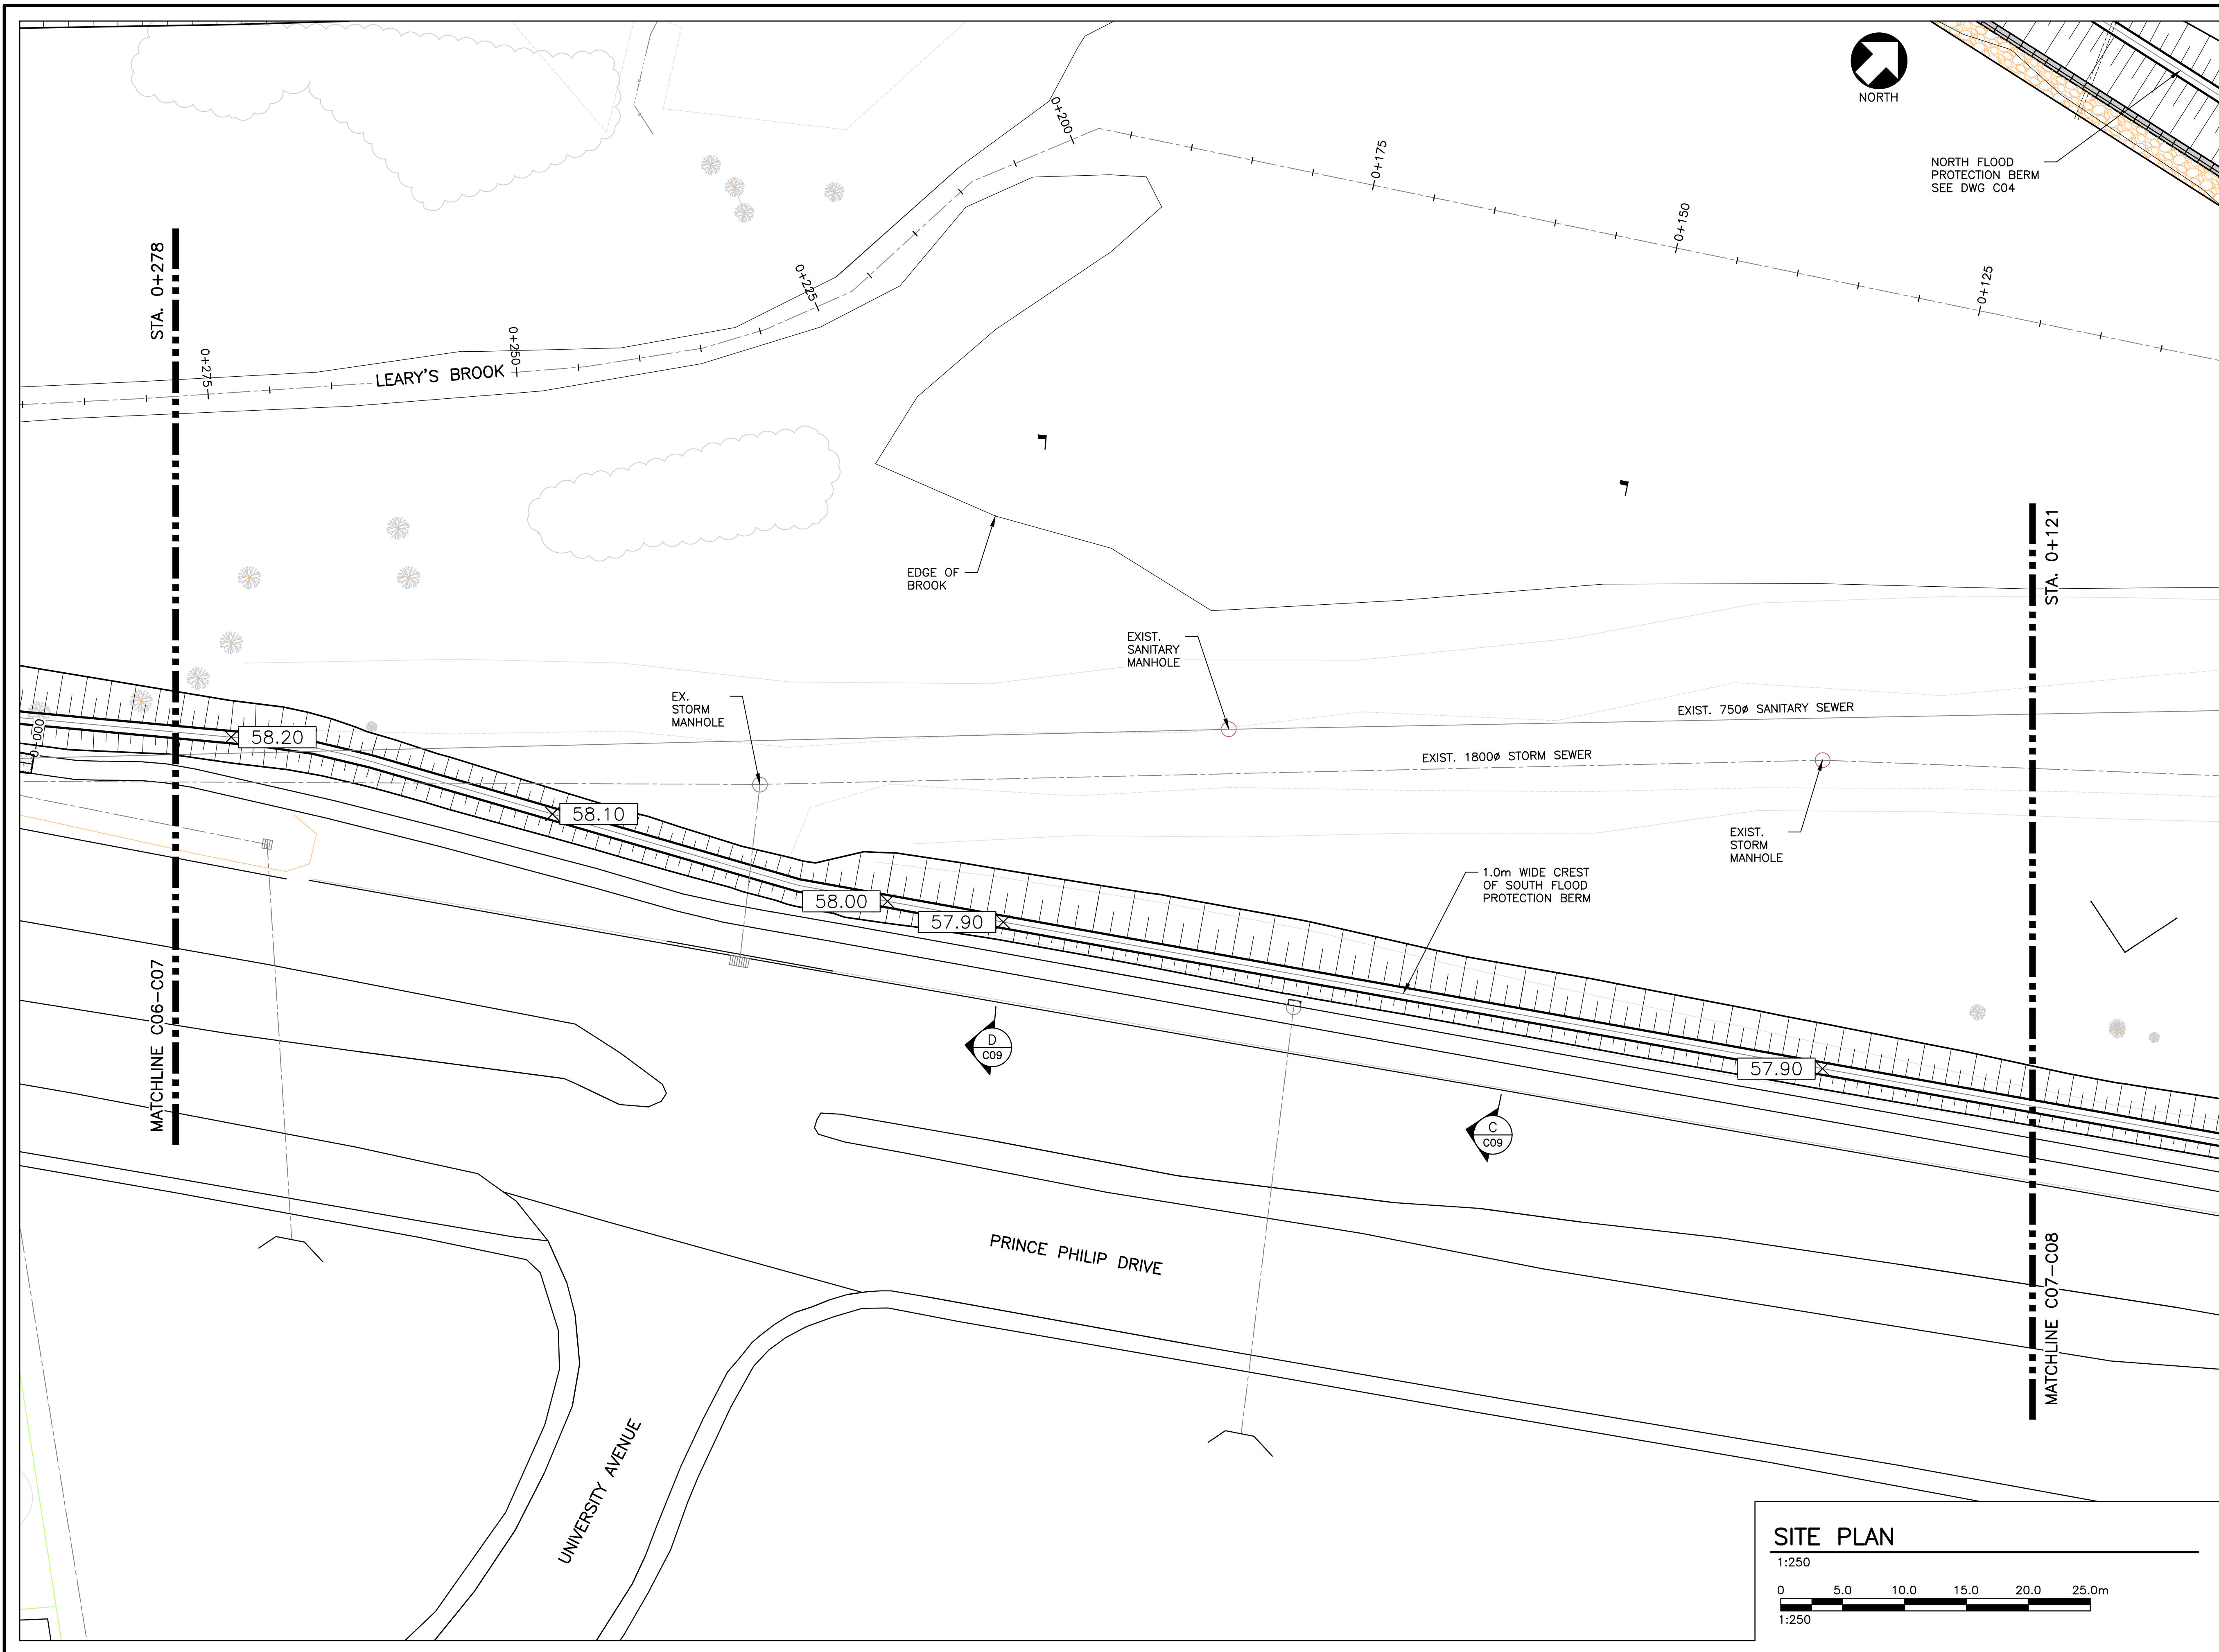 NORTH
NORTH FLOOD
PROTECTION BERM
SEE DWG C04
0+200
0+175
0+150
0+125
0+225
0+250
0+275
STA. 0+278
LEARY'S BROOK
STA. 0+121
EDGE OF
BROOK
EXIST.
SANITARY
MANHOLE
EX.
STORM
MANHOLE
EXIST. 750ø SANITARY SEWER
EXIST. 1800ø STORM SEWER
0-000
58.20
58.10
58.00
57.90
EXIST.
STORM
MANHOLE
1.0m WIDE CREST
OF SOUTH FLOOD
PROTECTION BERM
57.90
MATCHLINE C06-C07
D
C09
C
C09
PRINCE PHILIP DRIVE
MATCHLINE C07-C08
UNIVERSITY AVENUE
SITE PLAN
1:250
0 5.0 10.0 15.0 20.0 25.0m
1:250